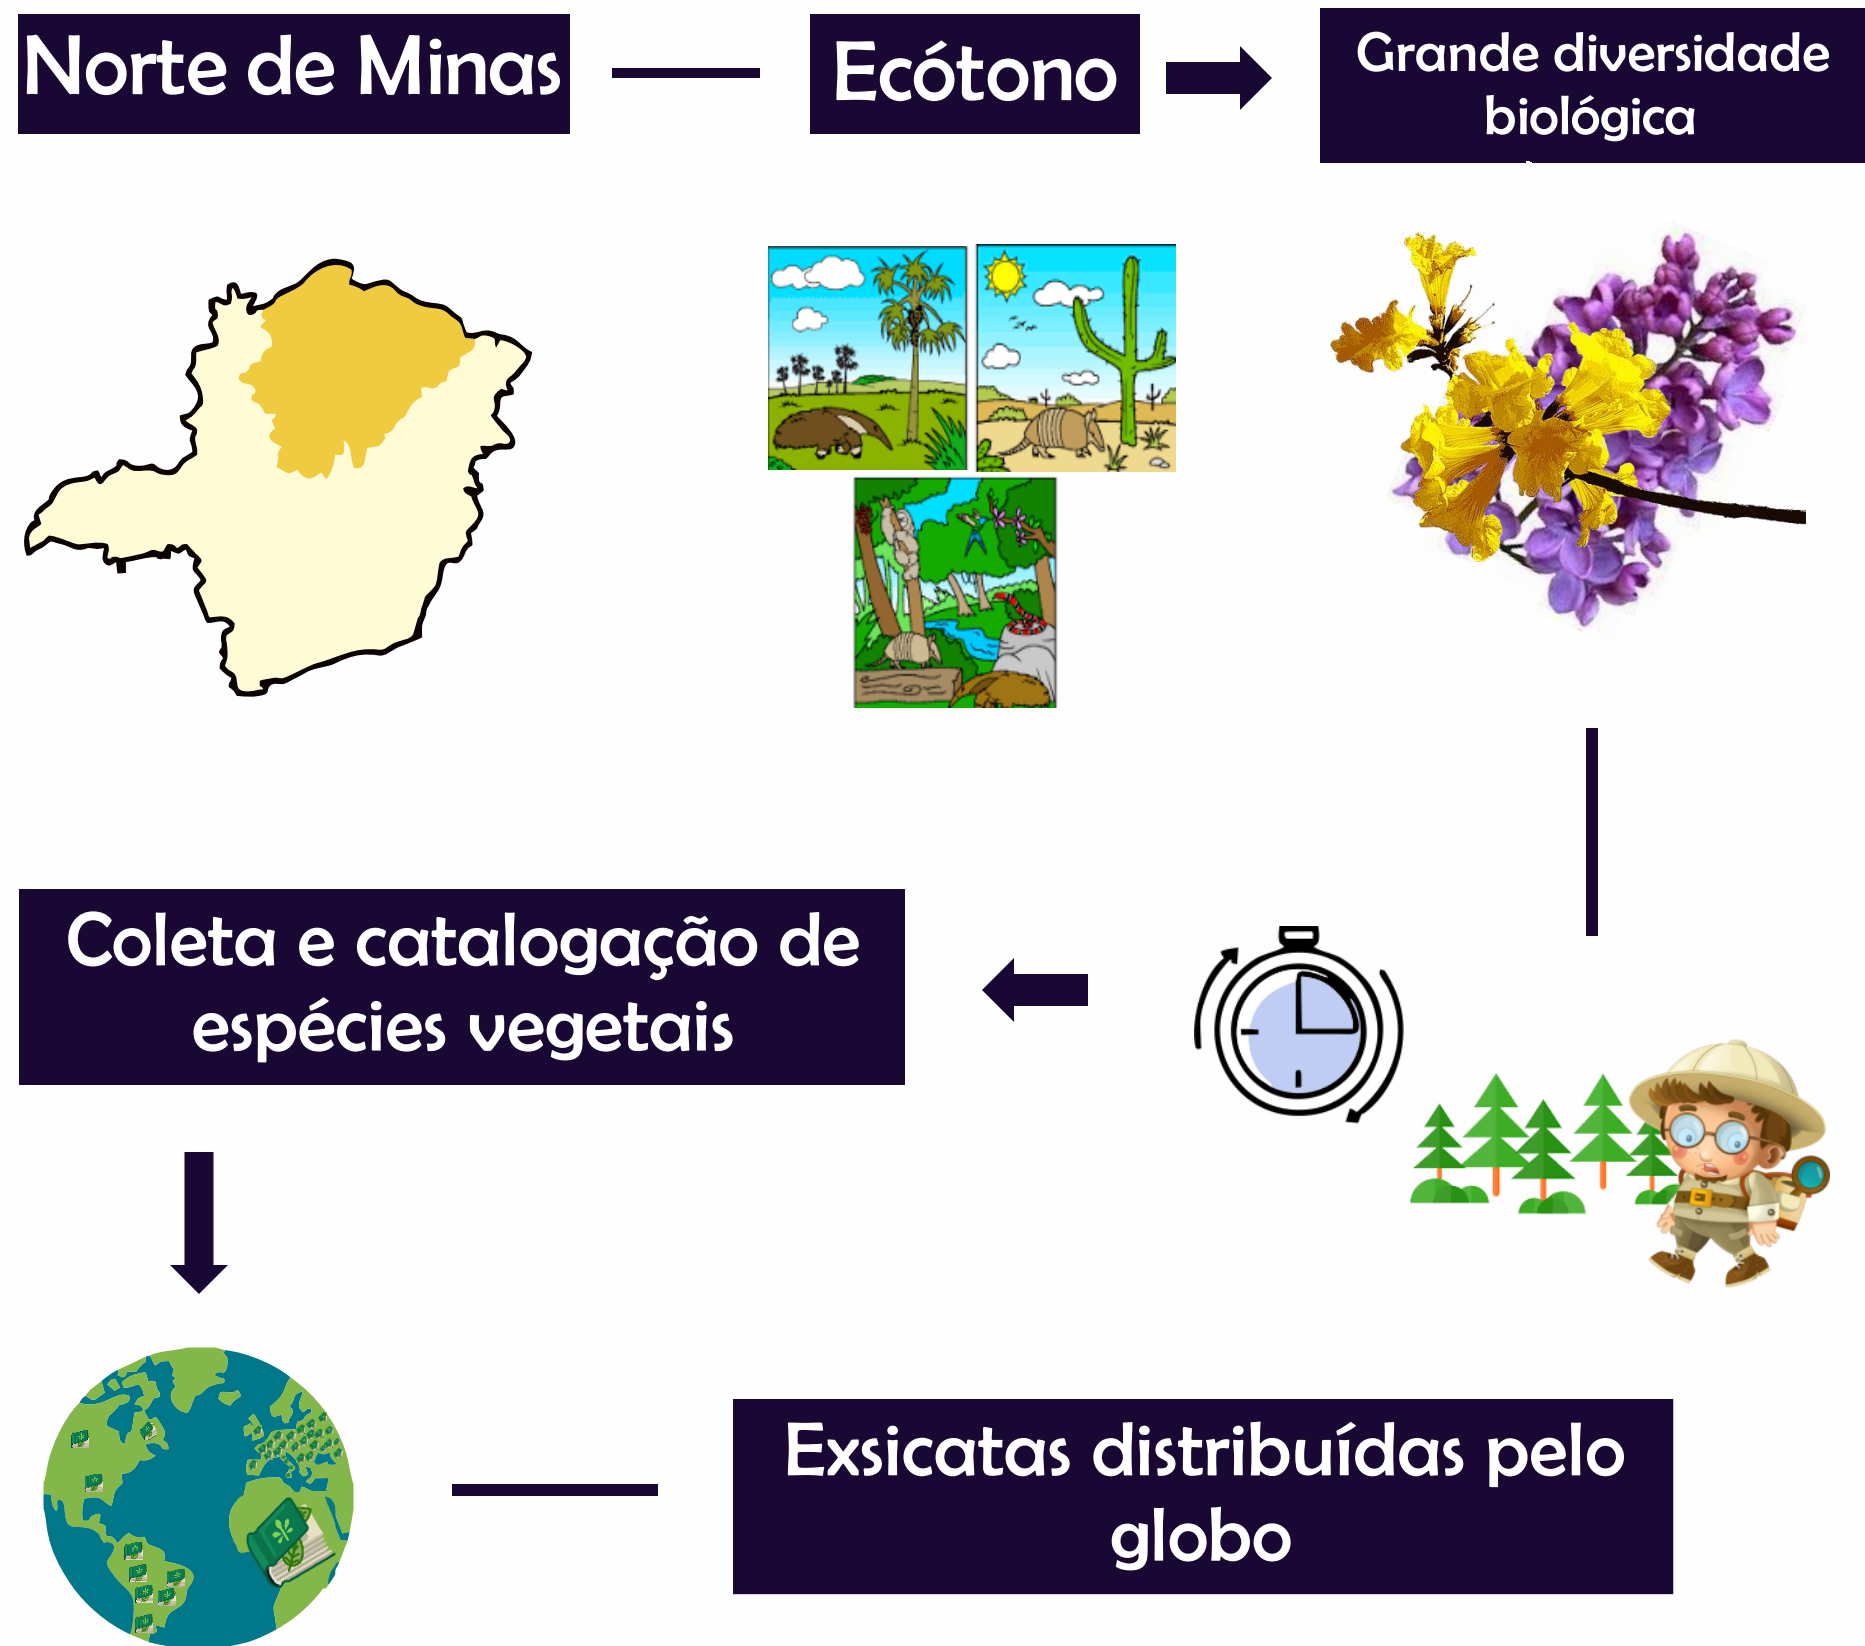 Norte de Minas
Ecótono
Grande diversidade
biológica
Coleta e catalogação de
espécies vegetais
Exsicatas distribuídas pelo
globo